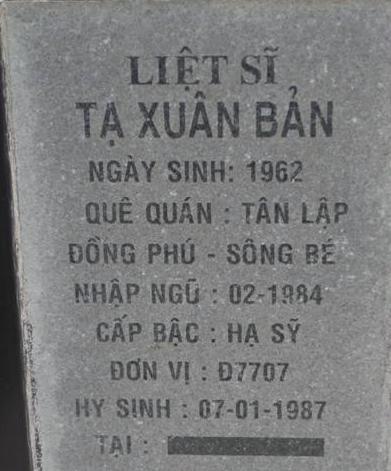 LIỆT SĨ
TẠ XUÂN BẢN
NGÀY SINH: 1962
QUÊ QUÁN : TÂN LẬP
ĐỒNG PHÚ - SÔNG BÉ
NHẬP NGŨ : 02-1984
CẤP BẬC : HẠ SỸ
ĐƠN VỊ : Đ7707
HY SINH : 07-01-1987
TẠI :